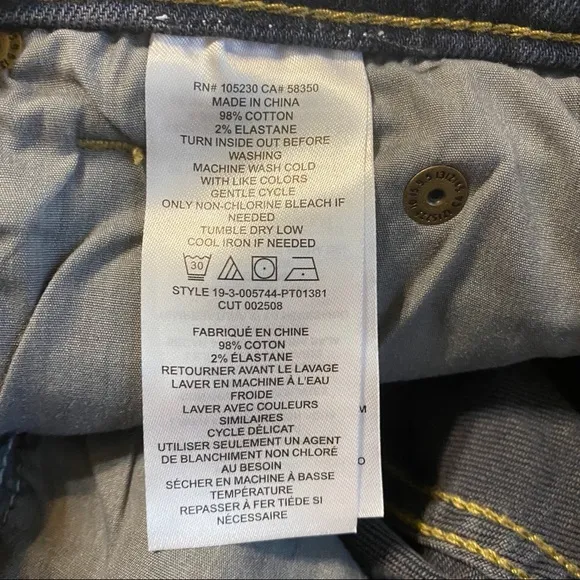 RN# 105230 CA# 58350
MADE IN CHINA
98% COTTON
2% ELASTANE
TURN INSIDE OUT BEFORE
WASHING
MACHINE WASH COLD
WITH LIKE COLORS
GENTLE CYCLE
ONLY NON-CHLORINE BLEACH IF
NEEDED
TUMBLE DRY LOW
COOL IRON IF NEEDED
30
STYLE 19-3-005744-PT01381
CUT 002508
FABRIQUÉ EN CHINE
98% COTON
2% ÉLASTANE
RETOURNER AVANT LE LAVAGE
LAVER EN MACHINE À L'EAU
FROIDE
LAVER AVEC COULEURS
SIMILAIRES
CYCLE DÉLICAT
UTILISER SEULEMENT UN AGENT
DE BLANCHIMENT NON CHLORÉ
AU BESOIN
SÉCHER EN MACHINE À BASSE
TEMPÉRATURE
REPASSER À FER TIÈDE SI
NÉCESSAIRE
M
O